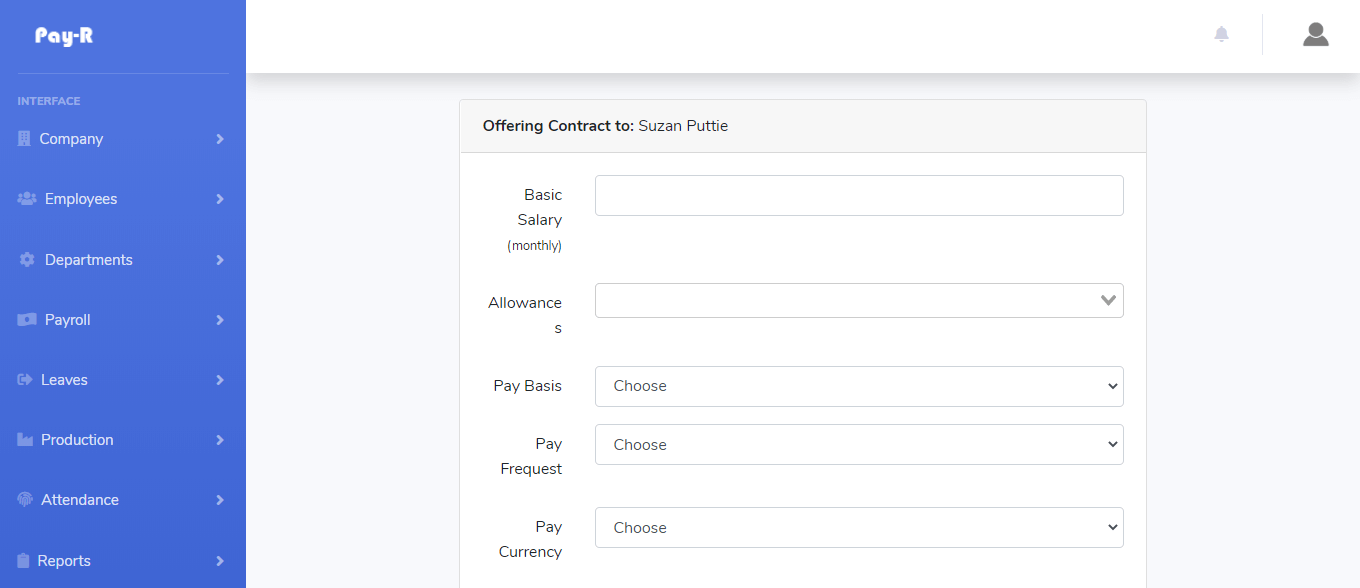 Pay-R
INTERFACE
Company
Employees
Departments
Payroll
Leaves
Production
Attendance
Reports
Offering Contract to: Suzan Puttie
Basic
Salary
(monthly)
Allowance
s
Pay Basis
Choose
Pay
Frequest
Choose
Pay
Currency
Choose